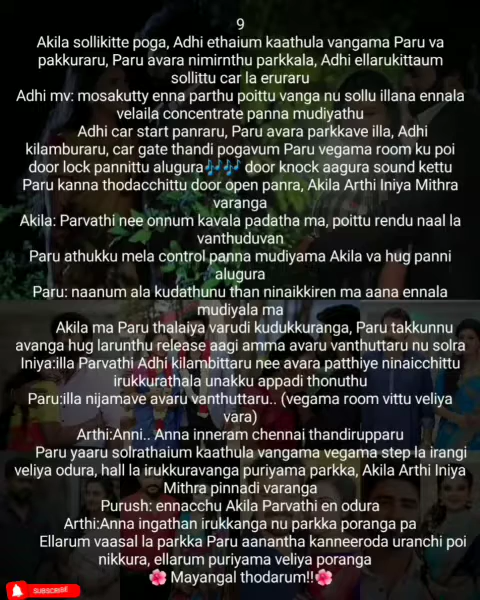 9
Akila sollikitte poga, Adhi ethaium kaathula vangama Paru va
pakkuraru, Paru avara nimirnthu parkkala, Adhi ellarukittaum
sollittu car la eruraru
Adhi mv: mosakutty enna parthu poittu vanga nu sollu illana ennala
velaila concentrate panna mudiyathu
Adhi car start panraru, Paru avara parkkave illa, Adhi
kilamburaru, car gate thandi pogavum Paru vegama room ku poi
door lock pannittu alugura🎶🎶 door knock aagura sound kettu
Paru kanna thodacchittu door open panra, Akila Arthi Iniya Mithra
varanga
Akila: Parvathi nee onnum kavala padatha ma, poittu rendu naal la
vanthuduvan
Paru athukku mela control panna mudiyama Akila va hug panni
alugura
Paru: naanum ala kudathunu than ninaikkiren ma aana ennala
mudiyala ma
Akila ma Paru thalaiya varudi kudukkuranga, Paru takkunnu
avanga hug larunthu release aagi amma avaru vanthuttaru nu solra
Iniya:illa Parvathi Adhi kilambittaru nee avara patthiye ninaicchittu
irukkurathala unakku appadi thonuthu
Paru:illa nijamave avaru vanthuttaru.. (vegama room vittu veliya
vara)
Arthi:Anni.. Anna inneram chennai thandirupparu
Paru yaaru solrathaium kaathula vangama vegama step la irangi
veliya odura, hall la irukkuravanga puriyama parkka, Akila Arthi Iniya
Mithra pinnadi varanga
Purush: ennacchu Akila Parvathi en odura
Arthi:Anna ingathan irukkanga nu parkka poranga pa
Ellarum vaasal la parkka Paru aanantha kanneeroda uranchi poi
nikkura, ellarum puriyama veliya poranga
🌸 Mayangal thodarum!!🌸
SUBSCRIBE